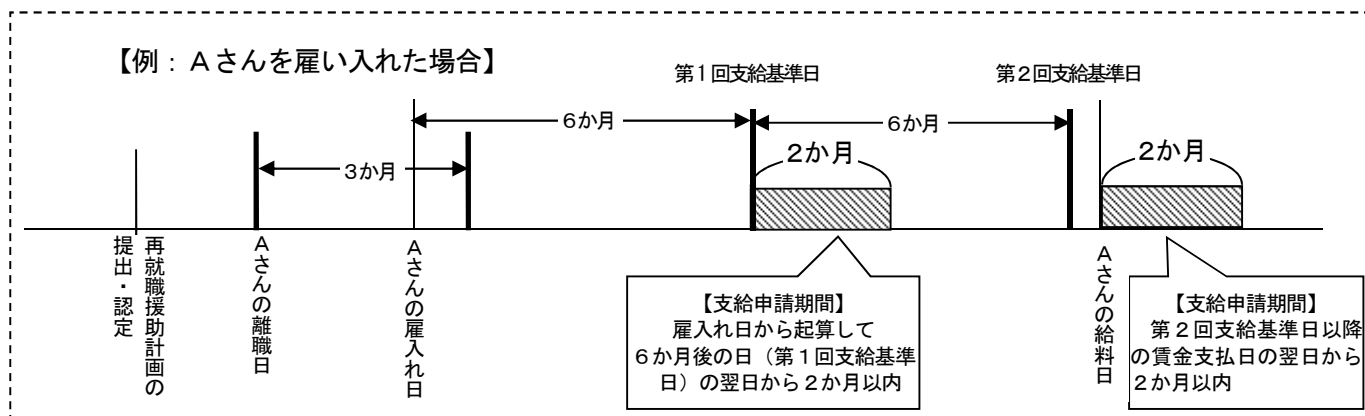 【例：Aさんを雇い入れた場合】
第１回支給基準日
第２回支給基準日
６か月
６か月
３か月
２か月
２か月
再就職援助計画の
提出・認定
Aさんの離職日
Aさんの雇入れ日
Aさんの給料日
【支給申請期間】
雇入れ日から起算して
６か月後の日（第１回支給基準
日）の翌日から２か月以内
【支給申請期間】
第２回支給基準日以降
の賃金支払日の翌日から
２か月以内